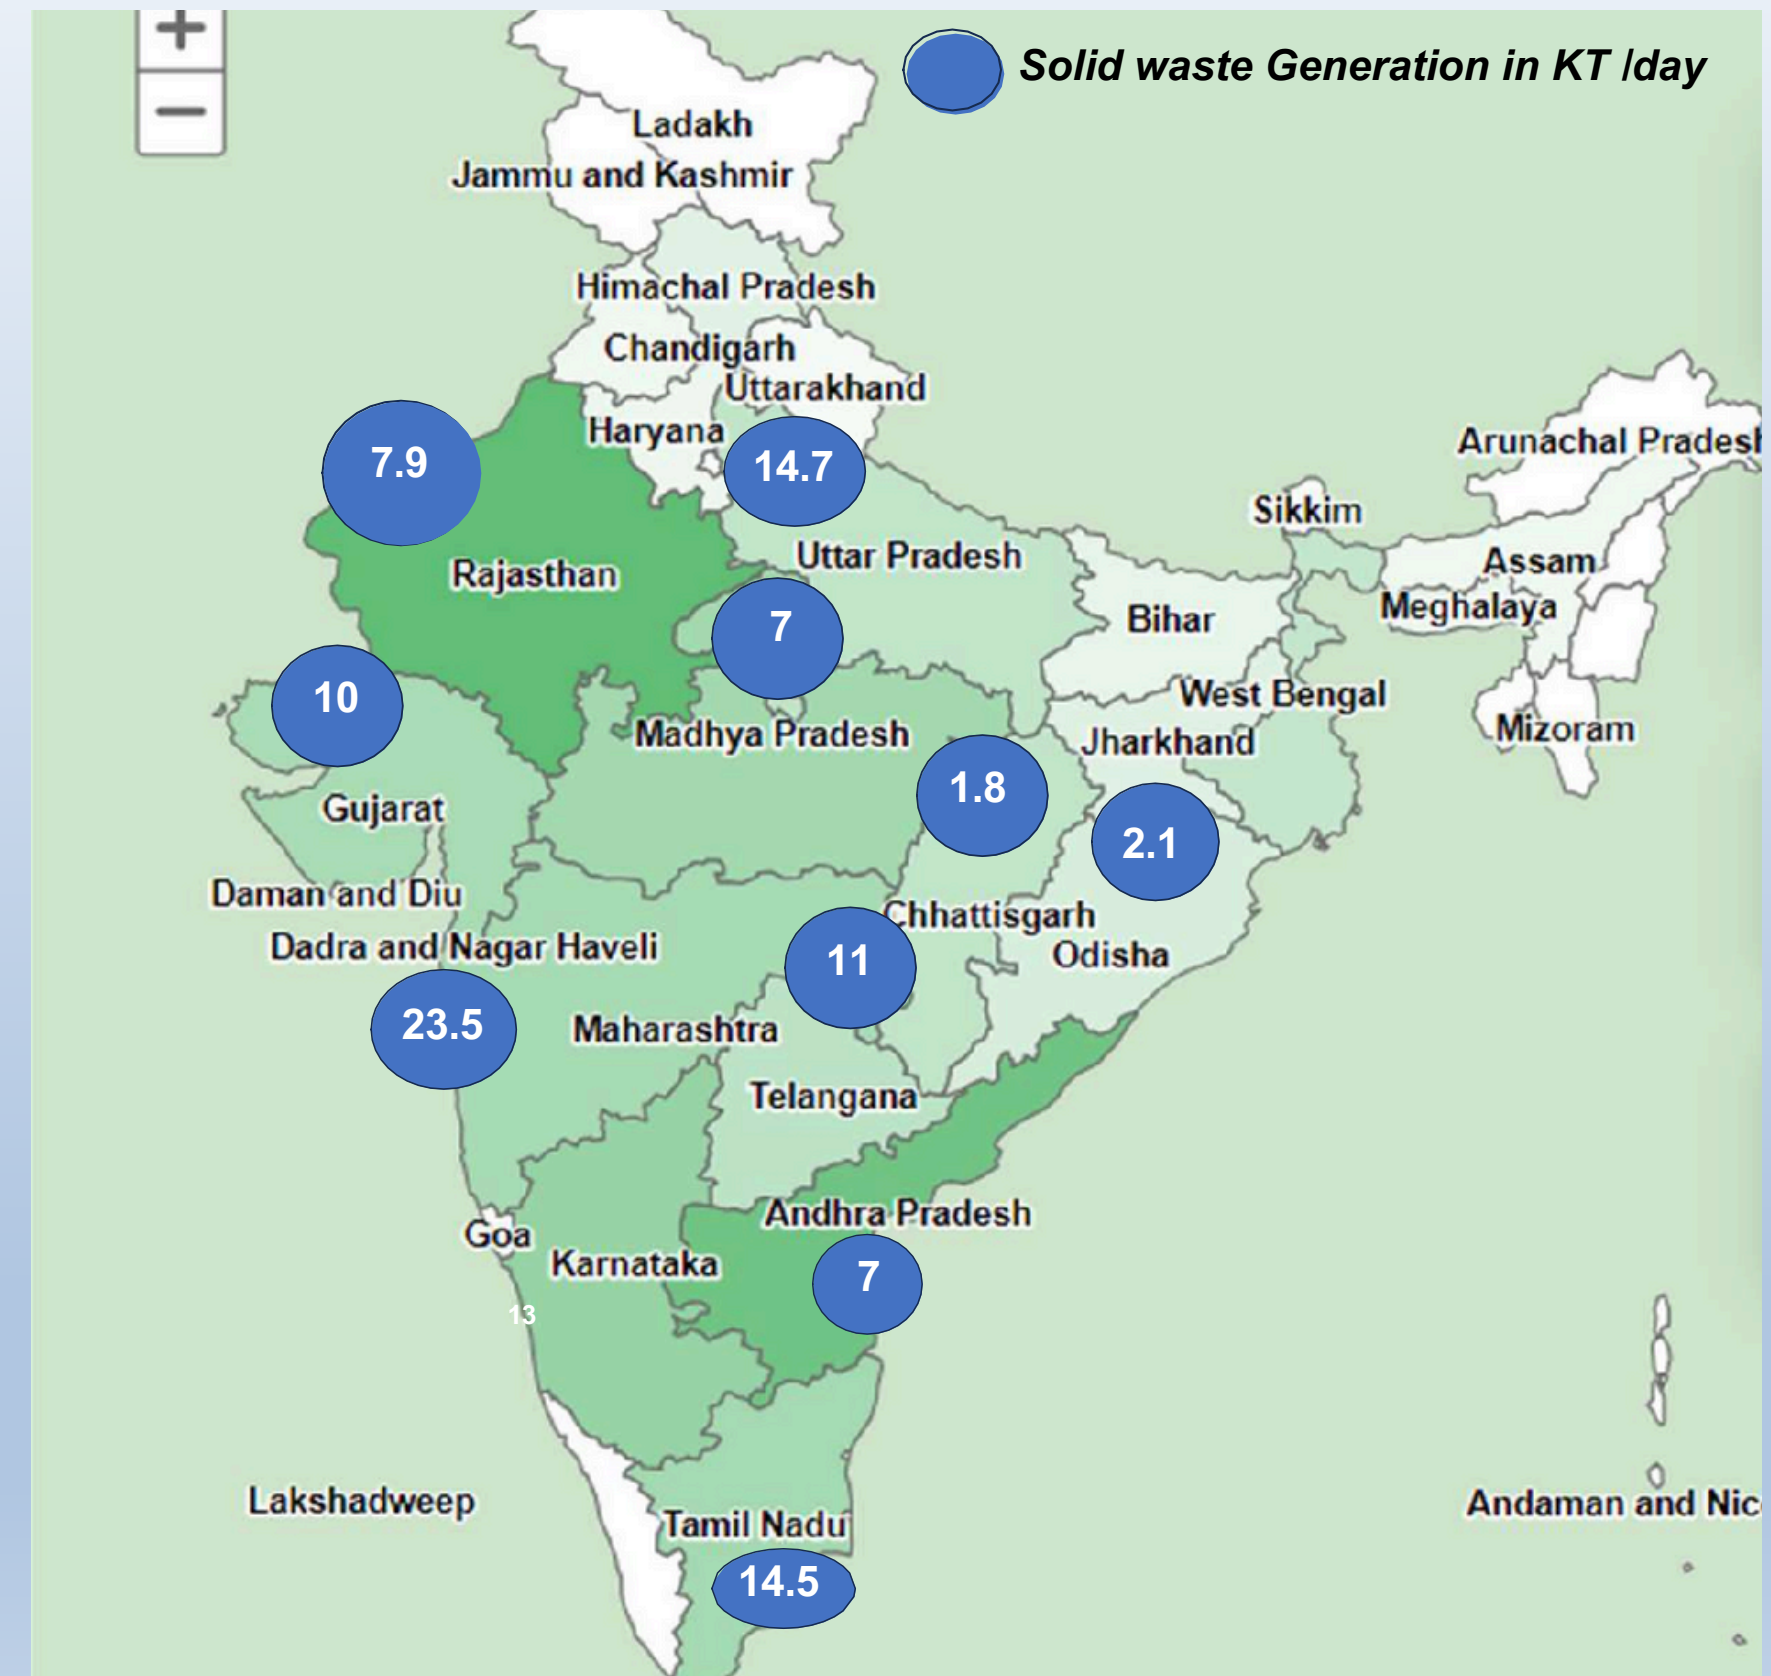 +
−
Solid waste Generation in KT /day
Ladakh
Jammu and Kashmir
Himachal Pradesh
Chandigarh
Uttarakhand
Haryana
7.9
14.7
Arunachal Pradesh
Sikkim
Rajasthan
Uttar Pradesh
Assam
Meghalaya
Bihar
7
10
West Bengal
Madhya Pradesh
Jharkhand
Mizoram
1.8
Gujarat
2.1
Daman and Diu
Chhattisgarh
Dadra and Nagar Haveli
Odisha
11
23.5
Maharashtra
Telangana
Andhra Pradesh
Goa
Karnataka
7
13
Lakshadweep
Andaman and Nic
Tamil Nadu
14.5